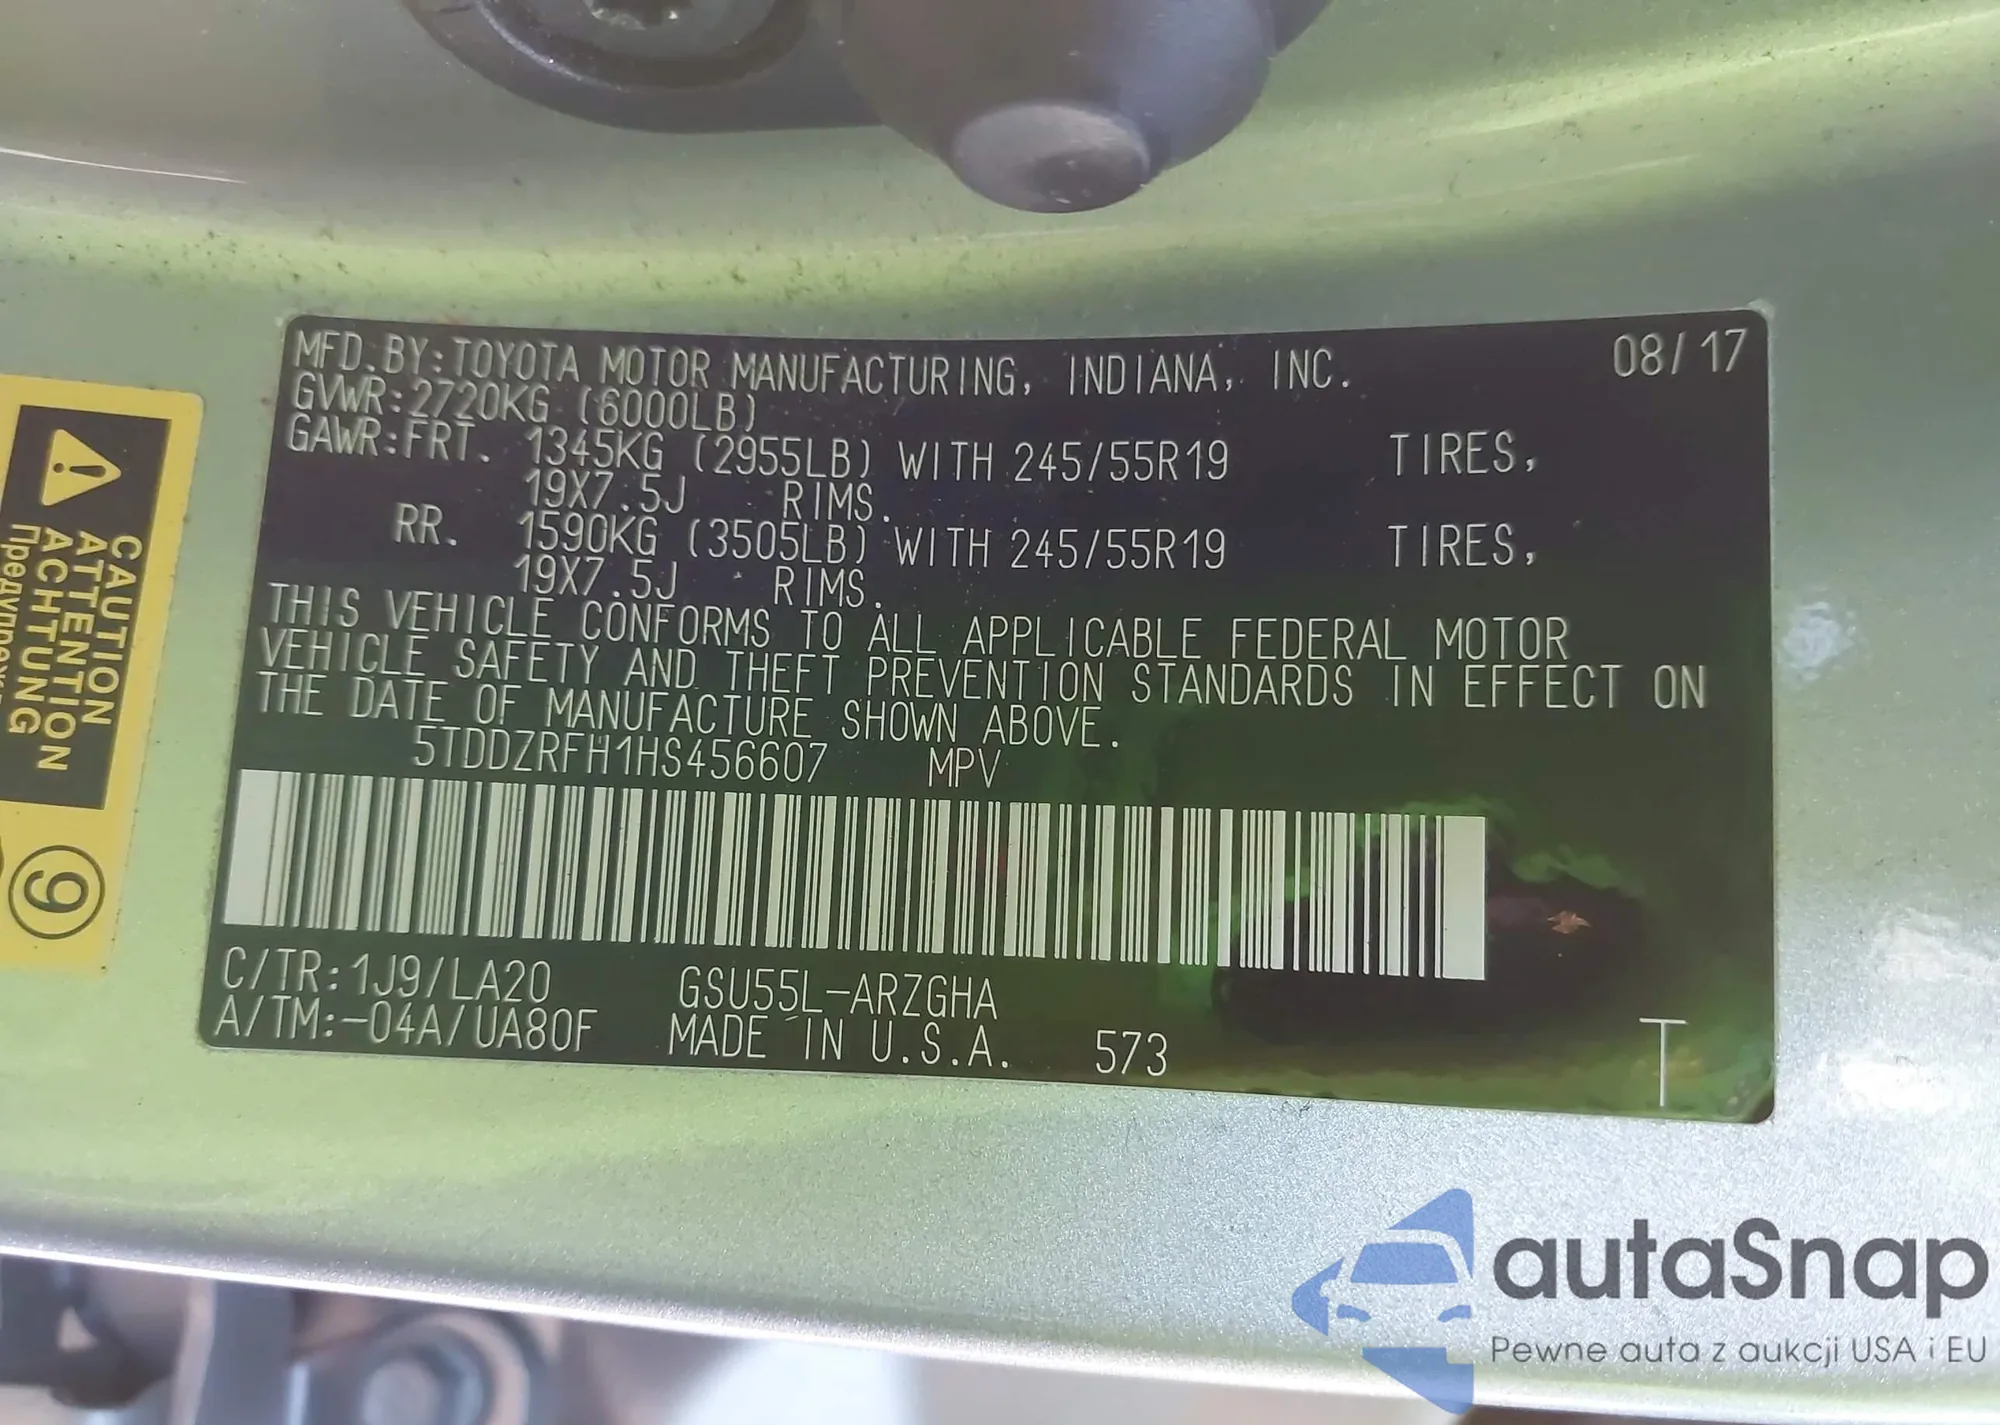 MFD.BY:TOYOTA MOTOR MANUFACTURING, INDIANA, INC. 08/17
GVWR:2720KG (6000LB)
GAWR:FRT. 1345KG (2955LB) WITH 245/55R19 TIRES,
19X7.5J RIMS.
RR. 1590KG (3505LB) WITH 245/55R19 TIRES,
19X7.5J RIMS.
THIS VEHICLE CONFORMS TO ALL APPLICABLE FEDERAL MOTOR
VEHICLE SAFETY AND THEFT PREVENTION STANDARDS IN EFFECT ON
THE DATE OF MANUFACTURE SHOWN ABOVE.
5TDDZRFH1HS456607 MPV
C/TR:1J9/LA20 GSU55L-ARZGHA
A/TM:-04A/UA80F MADE IN U.S.A. 573 T
CAUTION
ATTENTION
ACHTUNG
9
autaSnap
Pewne auta z aukcji USA i EU